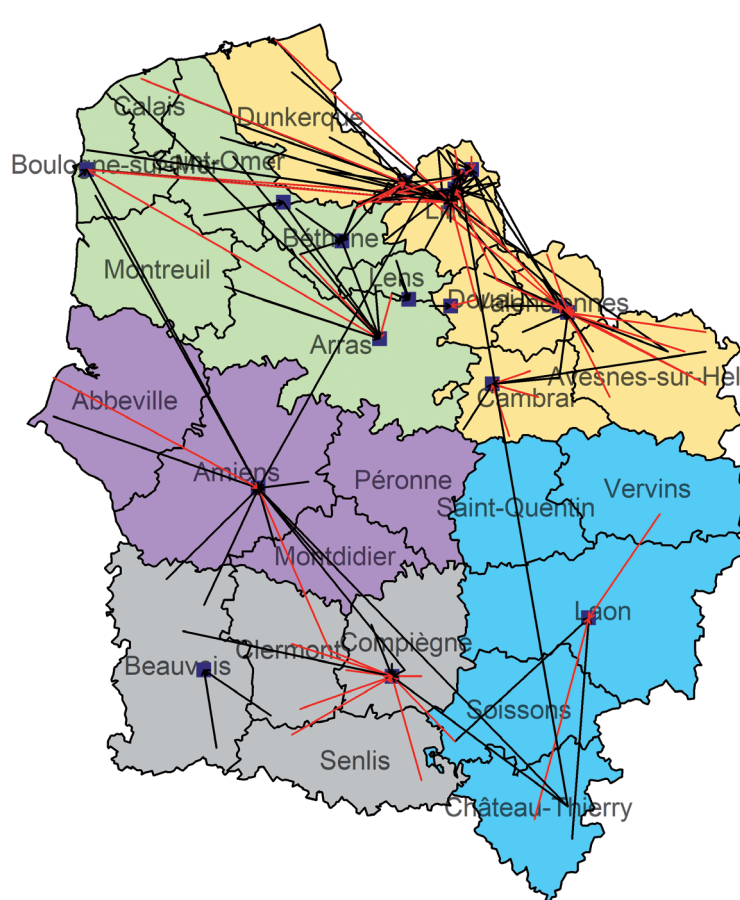 Calais
Dunkerque
Boulogne-sur-Mer
Saint-Omer
Lille
Béthune
Montreuil
Lens
Douai
Valenciennes
Arras
Avesnes-sur-Hel
Cambrai
Abbeville
Amiens
Péronne
Saint-Quentin
Vervins
Montdidier
Laon
Clermont
Compiègne
Beauvais
Soissons
Senlis
Château-Thierry